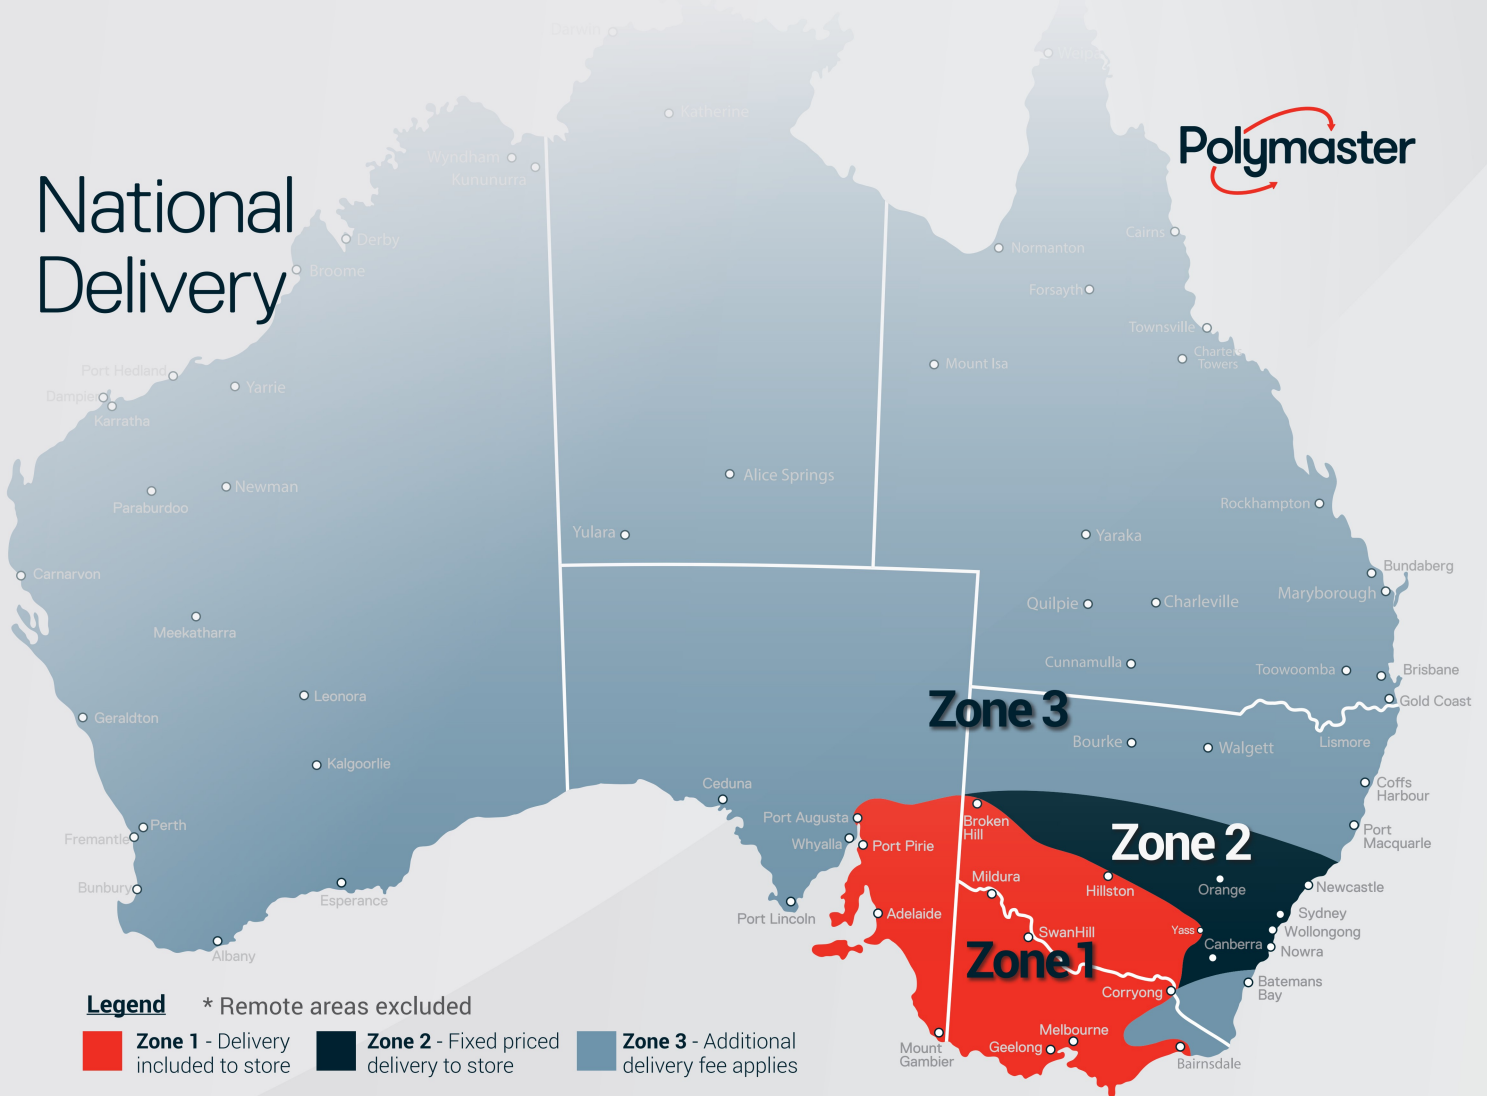 Darwin
Weipa
Katherine
Polymaster
Wyndham
Kununurra
National
Delivery
Derby
Broome
Cairns
Normanton
Forsayth
Townsville
Charters
Towers
Mount Isa
Port Hedland
Yarrie
Dampier
Karratha
Alice Springs
Newman
Paraburdoo
Rockhampton
Yulara
Yaraka
Carnarvon
Bundaberg
Maryborough
Quilpie
Charleville
Meekatharra
Cunnamulla
Toowoomba
Brisbane
Leonora
Gold Coast
Zone 3
Geraldton
Bourke
Walgett
Lismore
Kalgoorlie
Ceduna
Coffs
Harbour
Port Augusta
Perth
Broken
Hill
Port
Macquarie
Fremantle
Whyalla
Port Pirie
Zone 2
Mildura
Hillston
Orange
Newcastle
Bunbury
Esperance
Port Lincoln
Adelaide
Sydney
SwanHill
Yass
Wollongong
Canberra
Nowra
Albany
Zone 1
Batemans
Bay
Corryong
Legend
* Remote areas excluded
Melbourne
Mount
Gambier
Geelong
Bairnsdale
Zone 1 - Delivery
included to store
Zone 2 - Fixed priced
delivery to store
Zone 3 - Additional
delivery fee applies